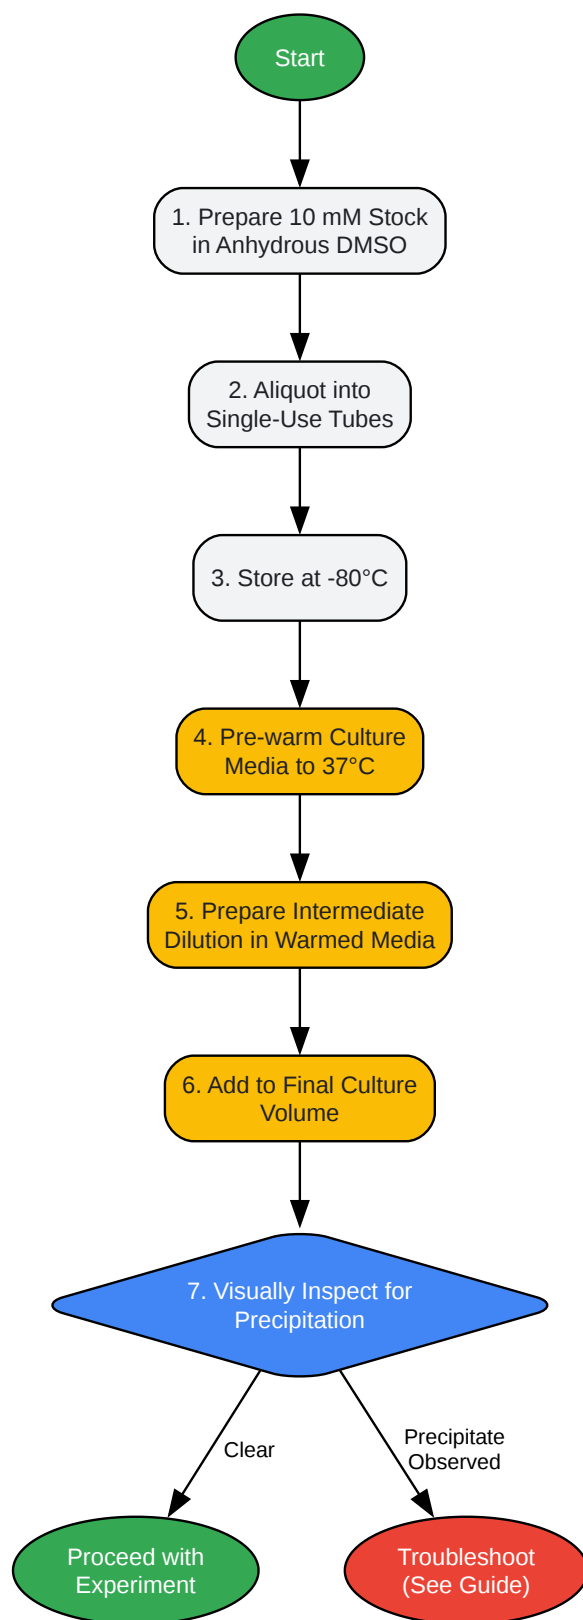 Start
1. Prepare 10 mM Stock
in Anhydrous DMSO
2. Aliquot into
Single-Use Tubes
3. Store at -80°C
4. Pre-warm Culture
Media to 37°C
5. Prepare Intermediate
Dilution in Warmed Media
6. Add to Final Culture
Volume
7. Visually Inspect for
Precipitation
Clear
Precipitate
Observed
Proceed with
Experiment
Troubleshoot
(See Guide)